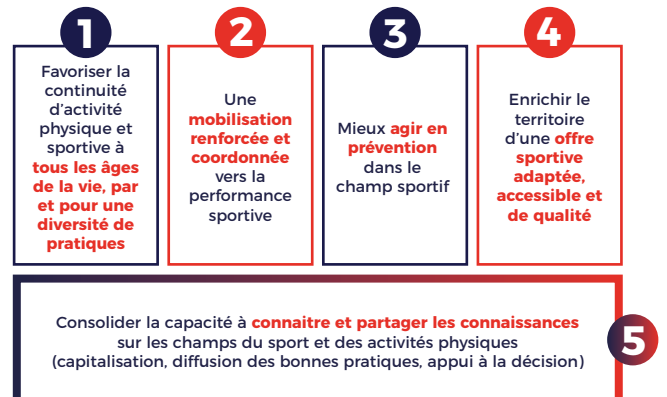 1
Favoriser la
continuité
d'activité
physique et
sportive à
tous les âges
de la vie, par
et pour une
diversité de
pratiques
2
Une
mobilisation
renforcée et
coordonnée
vers la
performance
sportive
3
Mieux agir en
prévention
dans le
champ sportif
4
Enrichir le
territoire
d'une offre
sportive
adaptée,
accessible et
de qualité
Consolider la capacité à connaitre et partager les connaissances
sur les champs du sport et des activités physiques
(capitalisation, diffusion des bonnes pratiques, appui à la décision)
5